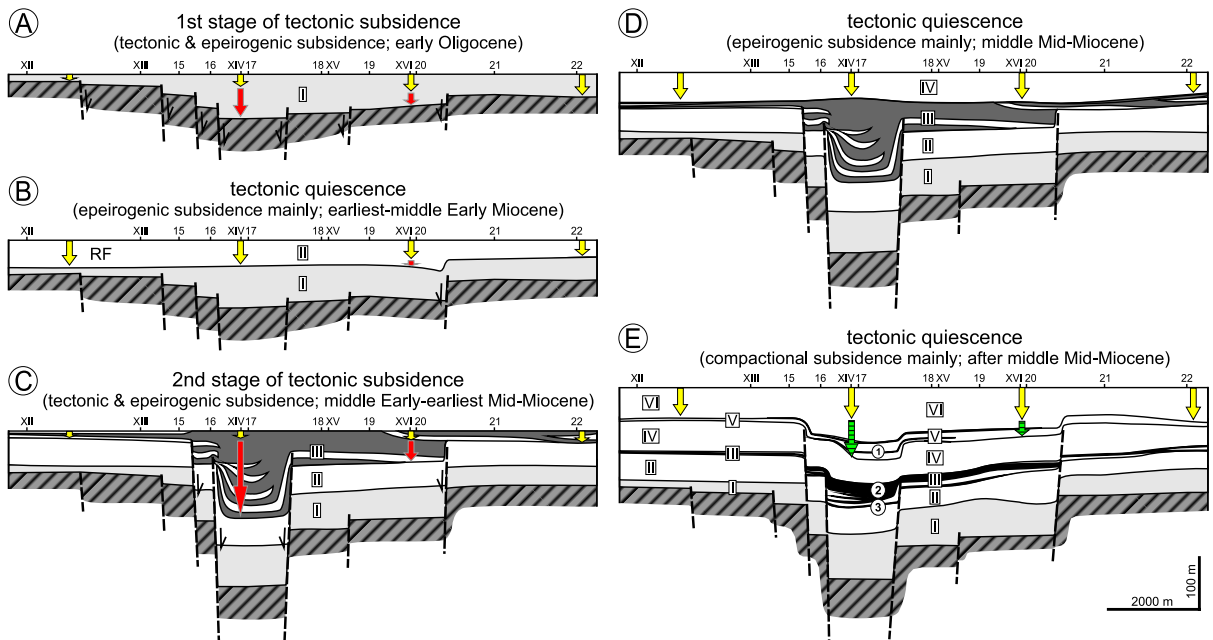 A
1st stage of tectonic subsidence
(tectonic & epeirogenic subsidence; early Oligocene)
XII XIII 15 16 XIV 17 18 XV 19 XVI 20 21 22
I
B
tectonic quiescence
(epeirogenic subsidence mainly; earliest-middle Early Miocene)
XII XIII 15 16 XIV 17 18 XV 19 XVI 20 21 22
RF II
I
C
2nd stage of tectonic subsidence
(tectonic & epeirogenic subsidence; middle Early-earliest Mid-Miocene)
XII XIII 15 16 XIV 17 18 XV 19 XVI 20 21 22
III
II
I
D
tectonic quiescence
(epeirogenic subsidence mainly; middle Mid-Miocene)
XII XIII 15 16 XIV 17 18 XV 19 XVI 20 21 22
IV
III
II
I
E
tectonic quiescence
(compactional subsidence mainly; after middle Mid-Miocene)
XII XIII 15 16 XIV 17 18 XV 19 XVI 20 21 22
VI VI
V V
IV 1 IV
III III
II 2 II
I 3 I
100 m
2000 m